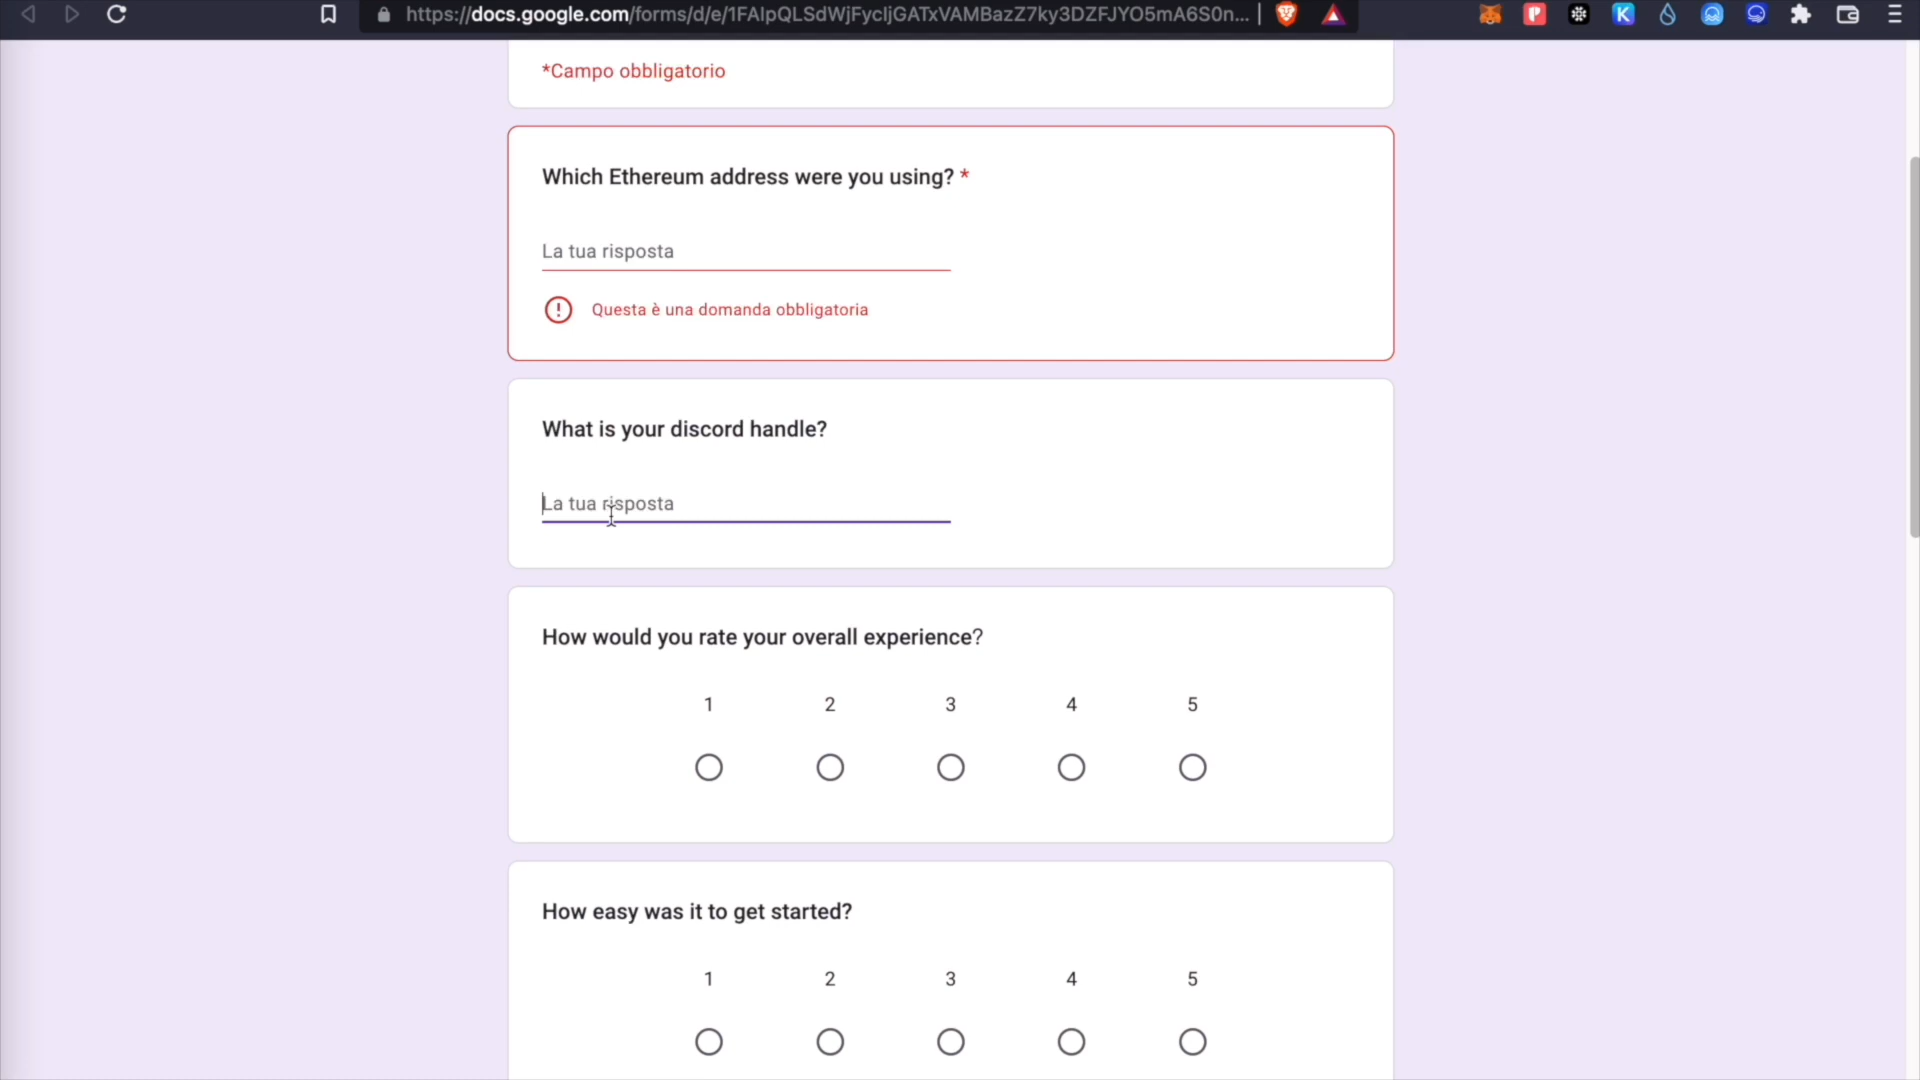 https://docs.google.com/forms/d/e/1FAIpQLSdWjFycIjGATxVAMBazZ7ky3DZFJYO5mA6S0n...
*Campo obbligatorio
Which Ethereum address were you using? *
La tua risposta
Questa è una domanda obbligatoria
What is your discord handle?
La tua risposta
How would you rate your overall experience?
1 2 3 4 5
How easy was it to get started?
1 2 3 4 5